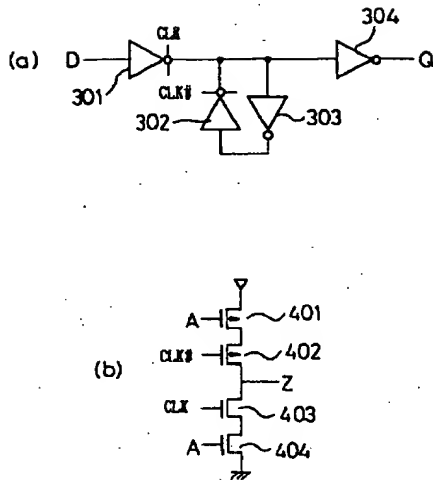 (a) D CLK 304 Q
301
CLK# 302 303
(b)
A 401
CLK# 402
Z
CLK 403
A 404